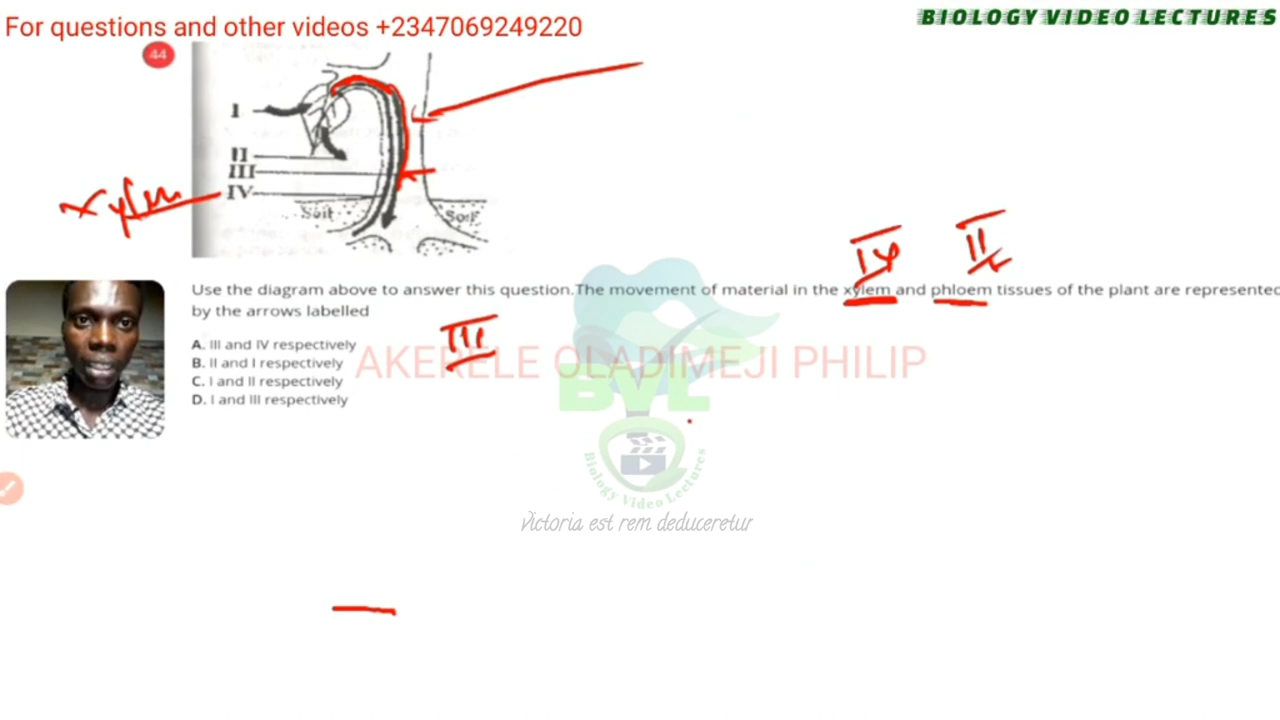 For questions and other videos +2347069249220
BIOLOGY VIDEO LECTURES
44
I
II
III
IV
Xylem
Soil
Soil
IV
II
Use the diagram above to answer this question.The movement of material in the xylem and phloem tissues of the plant are represented
by the arrows labelled
III
A. III and IV respectively
B. II and I respectively
C. I and II respectively
D. I and III respectively
AKERELE OLADIMEJI PHILIP
BVL
Biology Video Lectures
Victoria est rem deduceretur